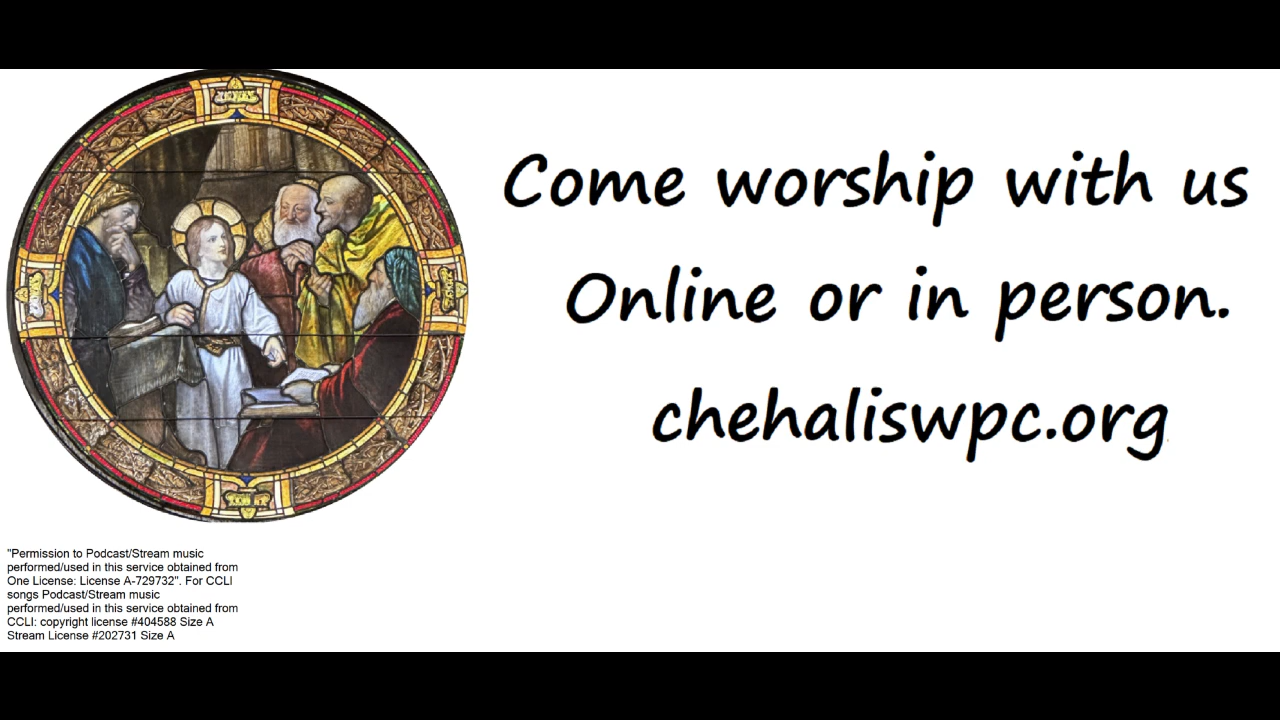 Come worship with us
Online or in person.
chehaliswpc.org
"Permission to Podcast/Stream music
performed/used in this service obtained from
One License: License A-729732". For CCLI
songs Podcast/Stream music
performed/used in this service obtained from
CCLI: copyright license #404588 Size A
Stream License #202731 Size A